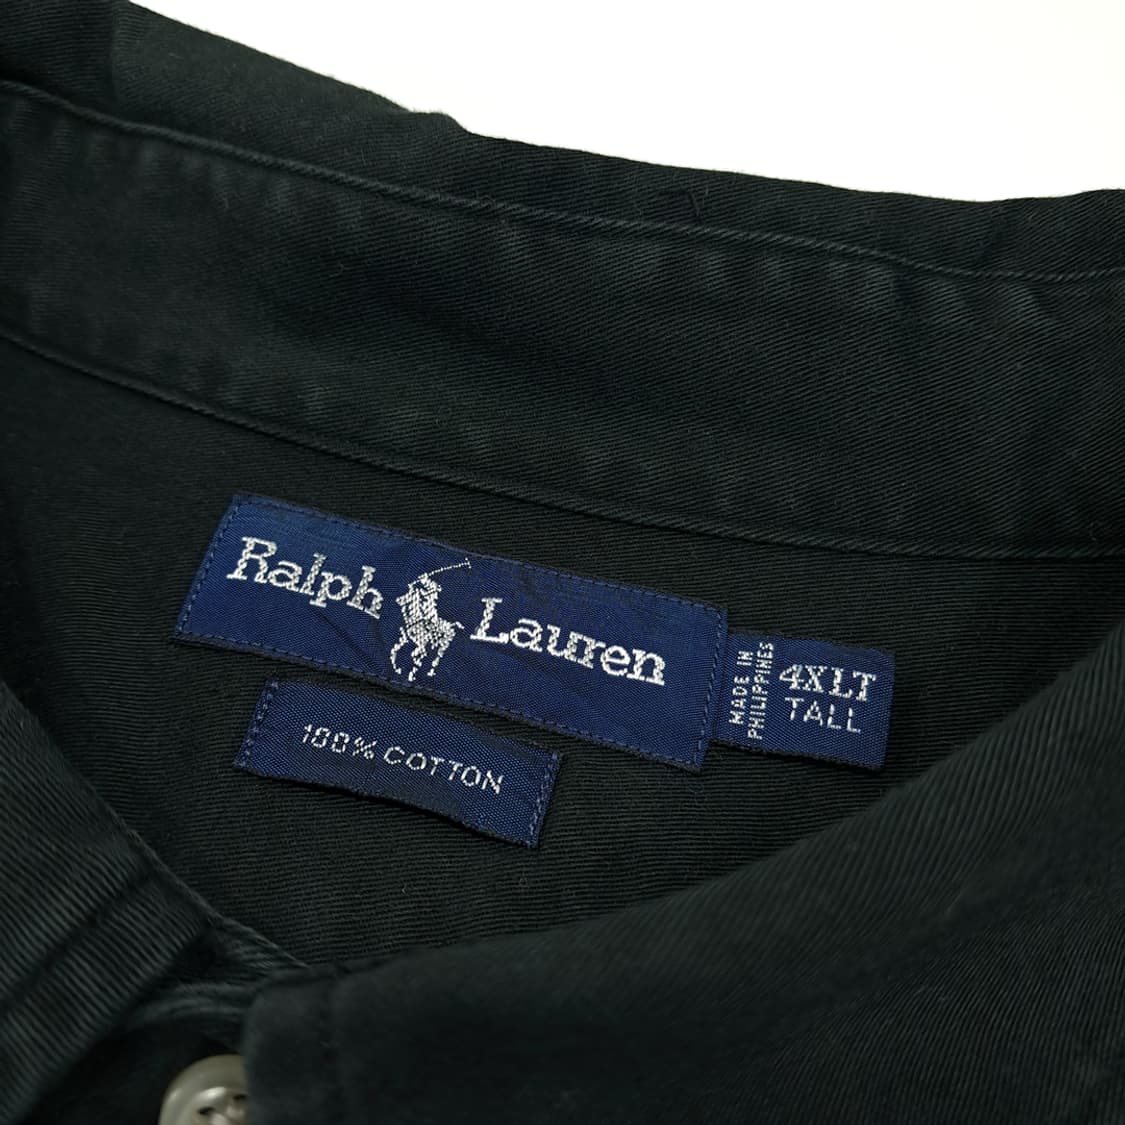 Ralph Lauren
MADE IN
PHILIPPINES
4XLT
TALL
100% COTTON